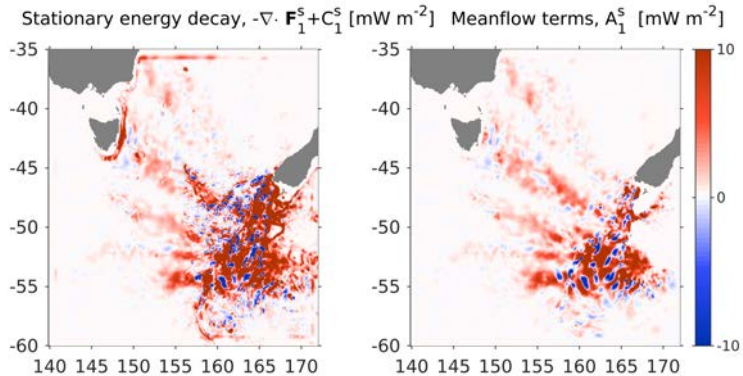 Stationary energy decay, -∇· F₁ˢ+C₁ˢ [mW m⁻²] Meanflow terms, A₁ˢ [mW m⁻²]
-35 -35 10
-40 -40
-45 -45 0
-50 -50
-55 -55
-60 -60 -10
140 145 150 155 160 165 170 140 145 150 155 160 165 170